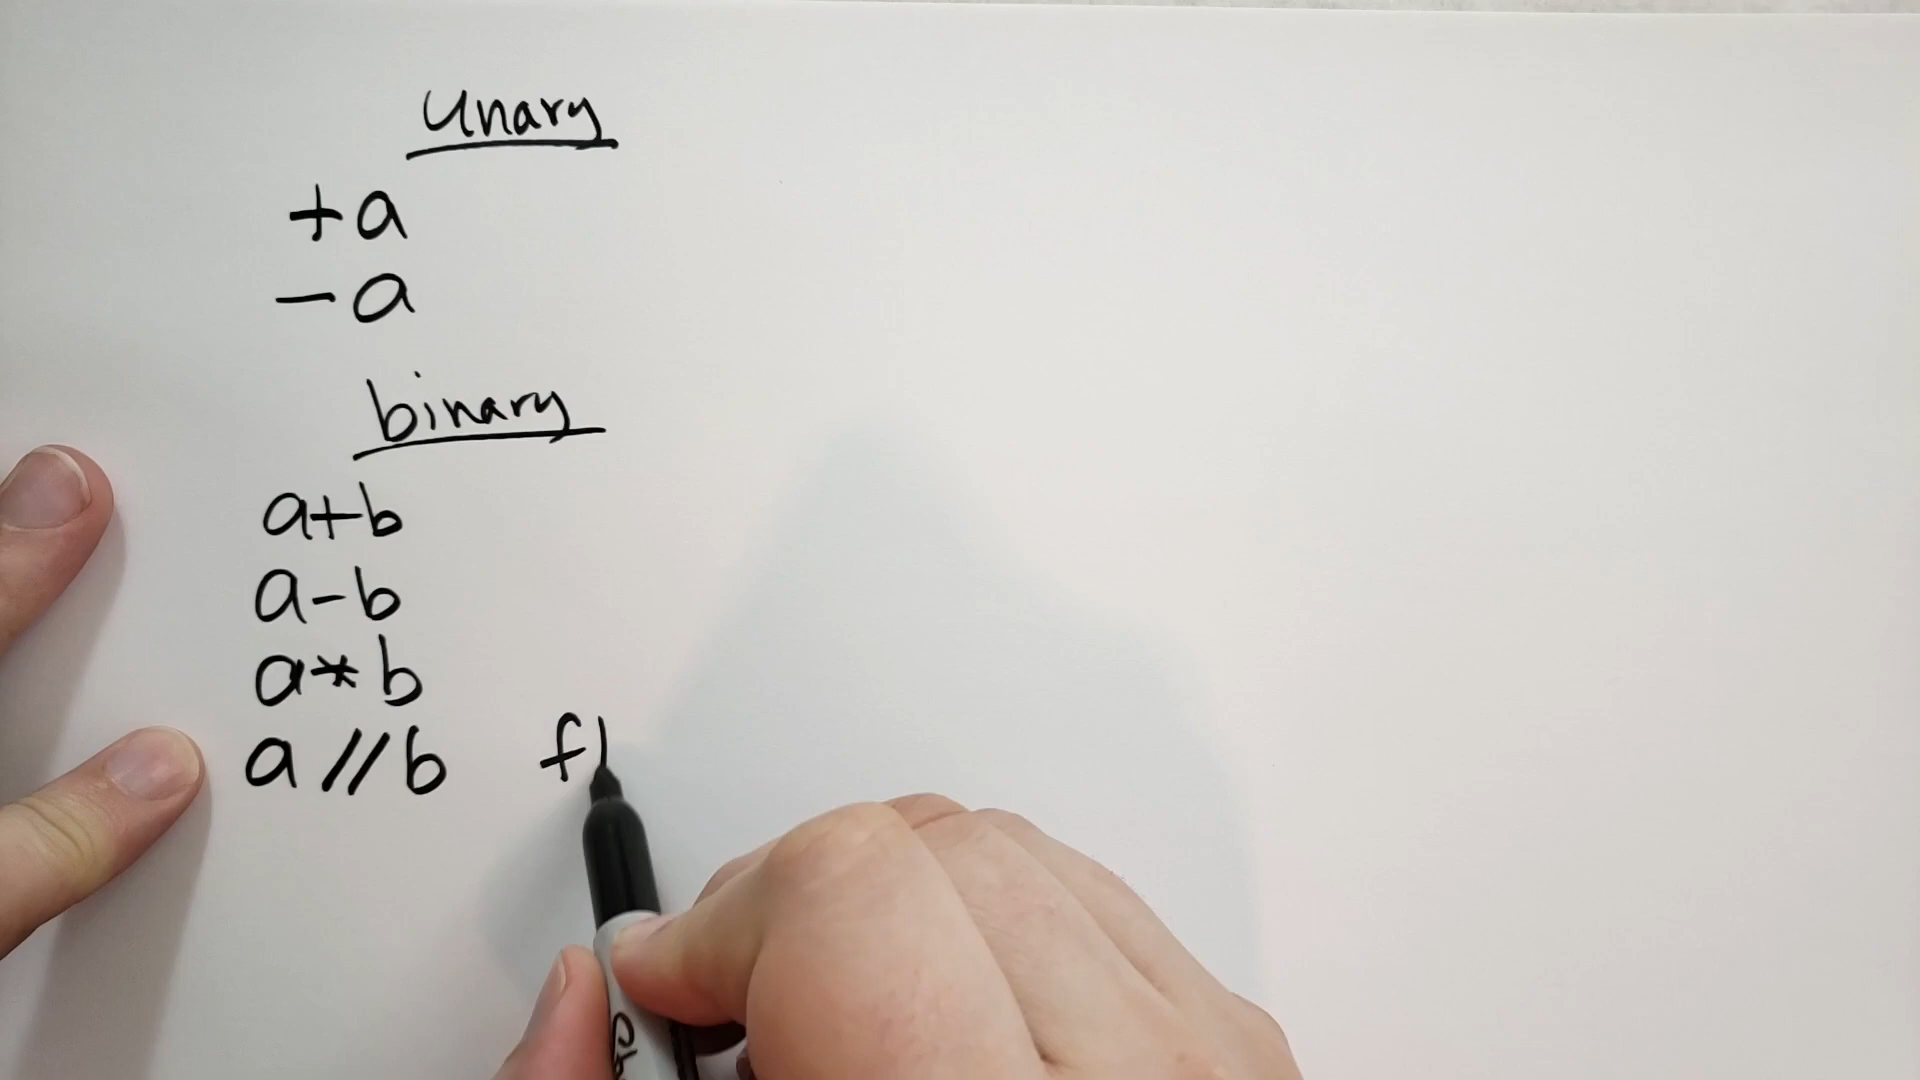 Unary
+a
-a
binary
a+b
a-b
a*b
a//b fl